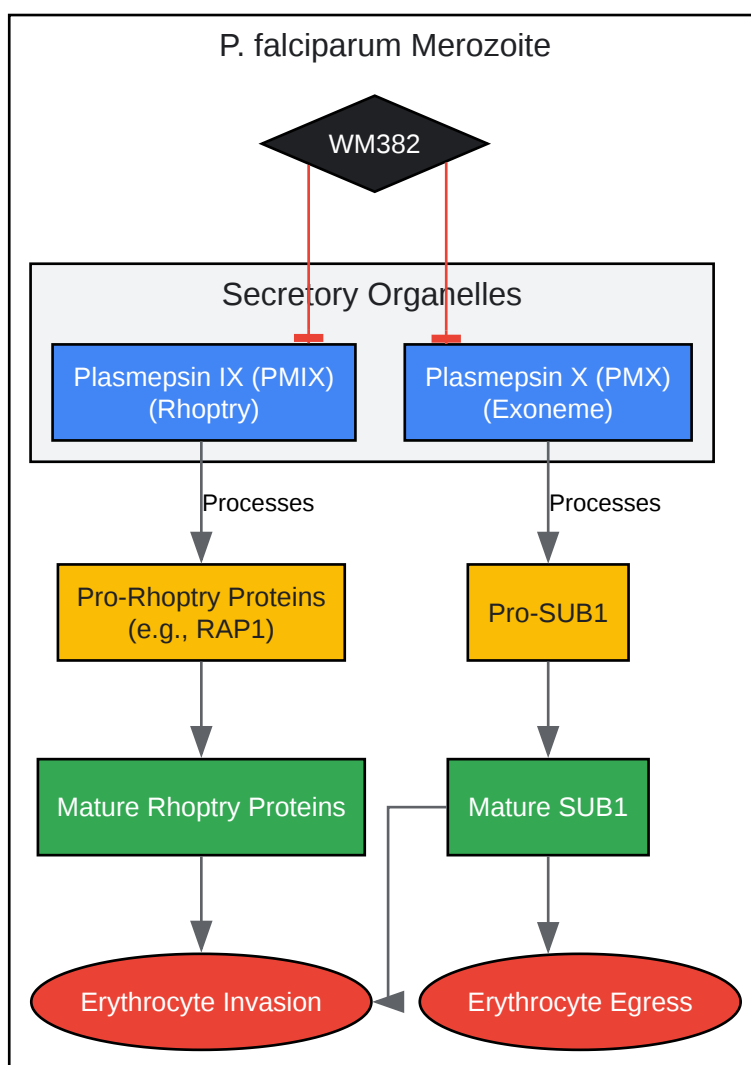 P. falciparum Merozoite
WM382
Secretory Organelles
Plasmepsin IX (PMIX)
(Rhoptry)
Plasmepsin X (PMX)
(Exoneme)
Processes
Processes
Pro-Rhoptry Proteins
(e.g., RAP1)
Pro-SUB1
Mature Rhoptry Proteins
Mature SUB1
Erythrocyte Invasion
Erythrocyte Egress